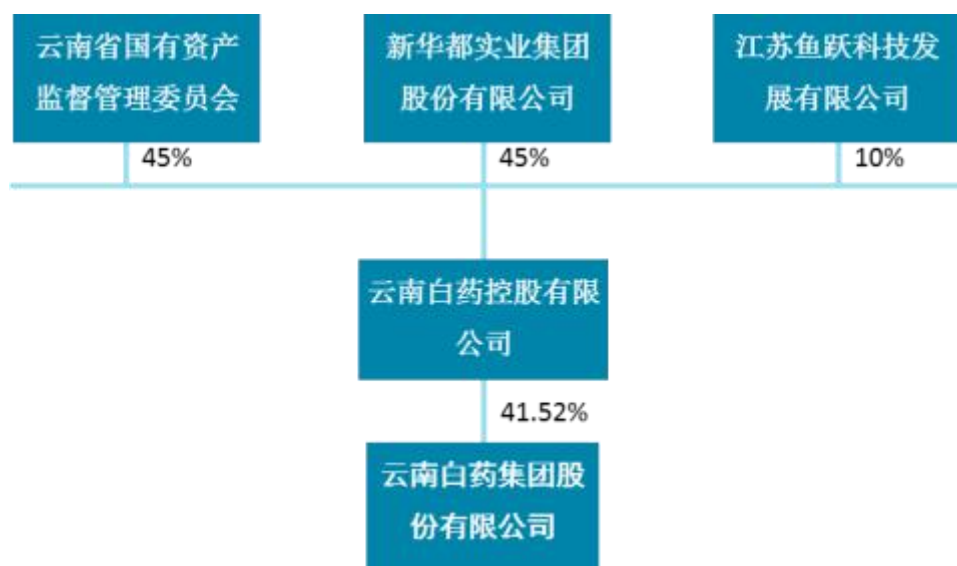 云南省国有资产
监督管理委员会
新华都实业集团
股份有限公司
江苏鱼跃科技发
展有限公司
45%
45%
10%
云南白药控股有限
公司
41.52%
云南白药集团股
份有限公司